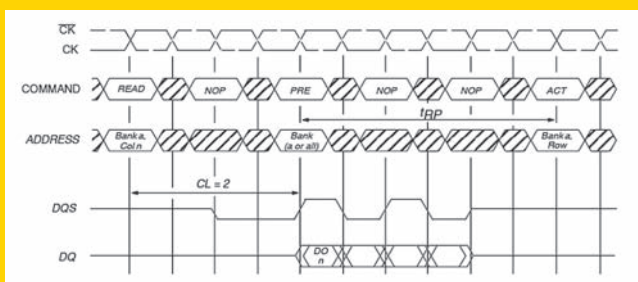 CK
CK
COMMAND READ NOP PRE NOP NOP ACT
tRP
ADDRESS Bank a, Col n Bank (a or all) Bank a, Row
CL = 2
DQS
DQ DO n